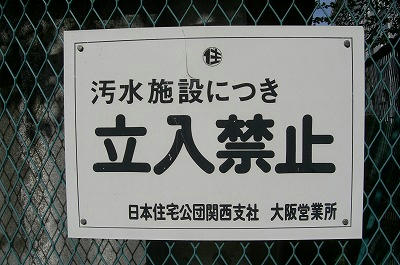 住
汚水施設につき
立入禁止
日本住宅公団関西支社 大阪営業所